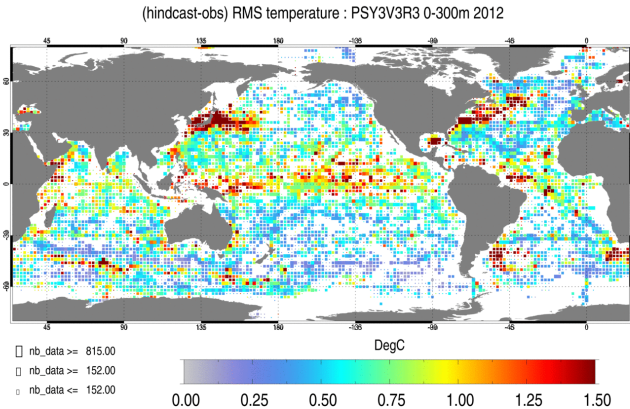 (hindcast-obs) RMS temperature : PSY3V3R3 0-300m 2012
45 90 135 180 -135 -90 -45 0
60
30
0
-30
-60
45 90 135 180 -135 -90 -45 0
nb_data >= 815.00
nb_data >= 152.00
nb_data <= 152.00
DegC
0.00 0.25 0.50 0.75 1.00 1.25 1.50